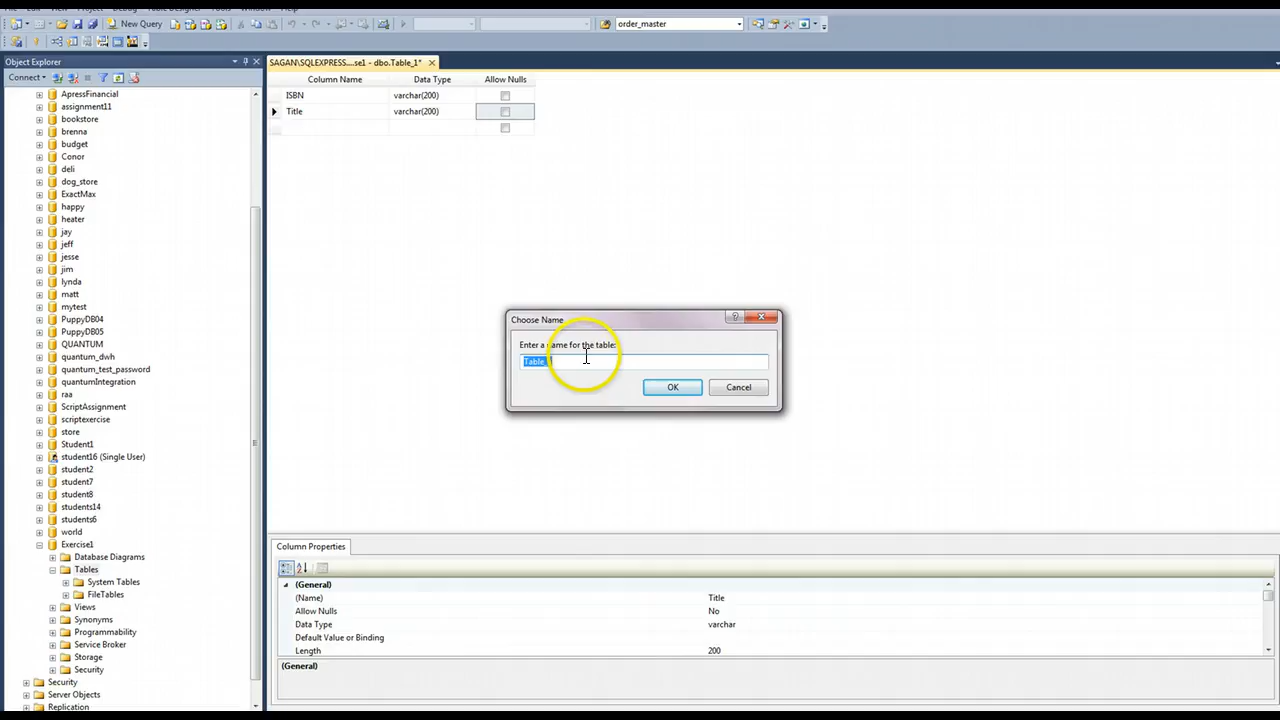 New Query
order_master
Object Explorer
Connect
ApressFinancial
assignment11
bookstore
brenna
budget
Conor
deli
dog_store
ExactMax
happy
heater
jay
jeff
jesse
jim
lynda
matt
mytest
PuppyDB04
PuppyDB05
QUANTUM
quantum_dwh
quantum_test_password
quantumIntegration
raa
ScriptAssignment
scriptexercise
store
Student1
student16 (Single User)
student2
student7
student8
students14
students6
world
Exercise1
Database Diagrams
Tables
System Tables
FileTables
Views
Synonyms
Programmability
Service Broker
Storage
Security
Security
Server Objects
Replication
SAGAN\SQLEXPRESS....se1 - dbo.Table_1*
Column Name Data Type Allow Nulls
ISBN varchar(200)
Title varchar(200)
Choose Name
Enter a name for the table:
OK Cancel
Column Properties
(General)
(Name) Title
Allow Nulls No
Data Type varchar
Default Value or Binding
Length 200
(General)